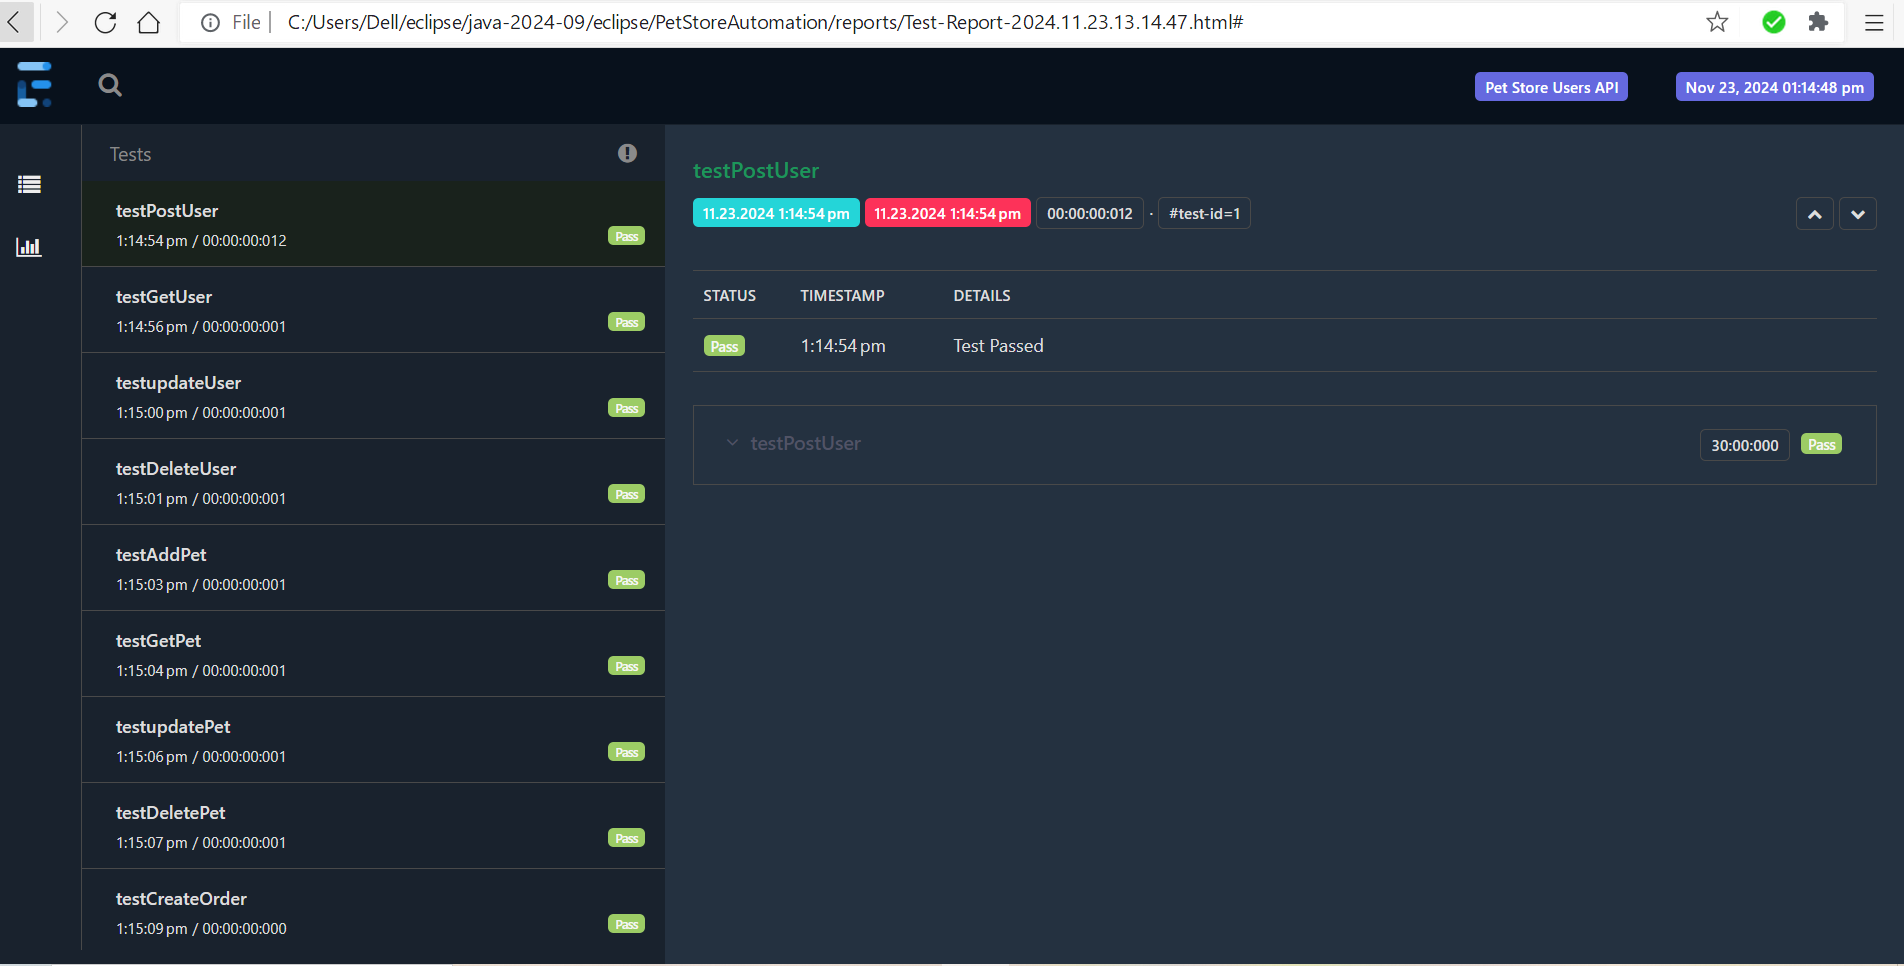 File | C:/Users/Dell/eclipse/java-2024-09/eclipse/PetStoreAutomation/reports/Test-Report-2024.11.23.13.14.47.html#
Pet Store Users API
Nov 23, 2024 01:14:48 pm
Tests
testPostUser
1:14:54 pm / 00:00:00:012
Pass
testGetUser
1:14:56 pm / 00:00:00:001
Pass
testupdateUser
1:15:00 pm / 00:00:00:001
Pass
testDeleteUser
1:15:01 pm / 00:00:00:001
Pass
testAddPet
1:15:03 pm / 00:00:00:001
Pass
testGetPet
1:15:04 pm / 00:00:00:001
Pass
testupdatePet
1:15:06 pm / 00:00:00:001
Pass
testDeletePet
1:15:07 pm / 00:00:00:001
Pass
testCreateOrder
1:15:09 pm / 00:00:00:000
Pass
testPostUser
11.23.2024 1:14:54 pm 11.23.2024 1:14:54 pm 00:00:00:012 · #test-id=1
STATUS TIMESTAMP DETAILS
Pass 1:14:54 pm Test Passed
testPostUser 30:00:000 Pass